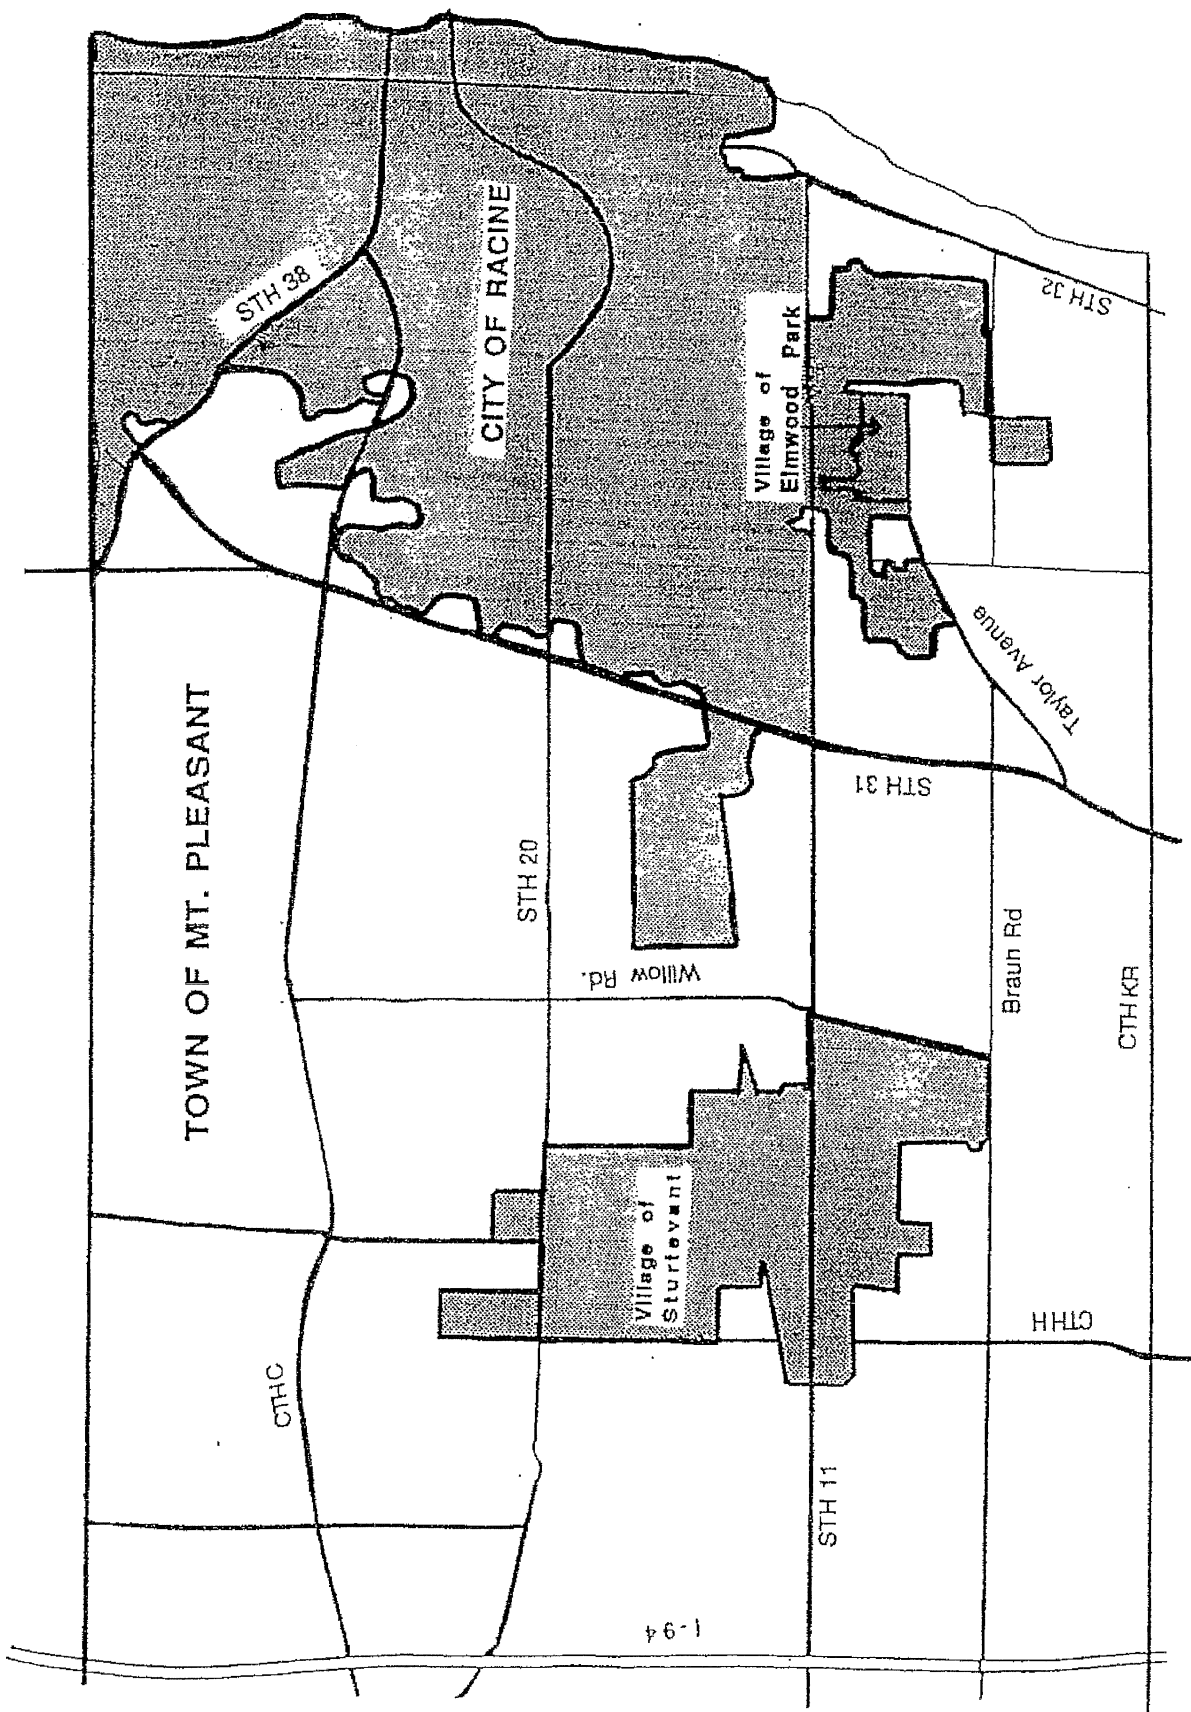 TOWN OF MT. PLEASANT
CITY OF RACINE
STH 38
Village of
Elmwood Park
Village of
Sturtevant
STH 20
Willow Rd.
STH 31
Taylor Avenue
STH 32
Braun Rd
CTH KR
CTH H
CTH C
STH 11
I-94